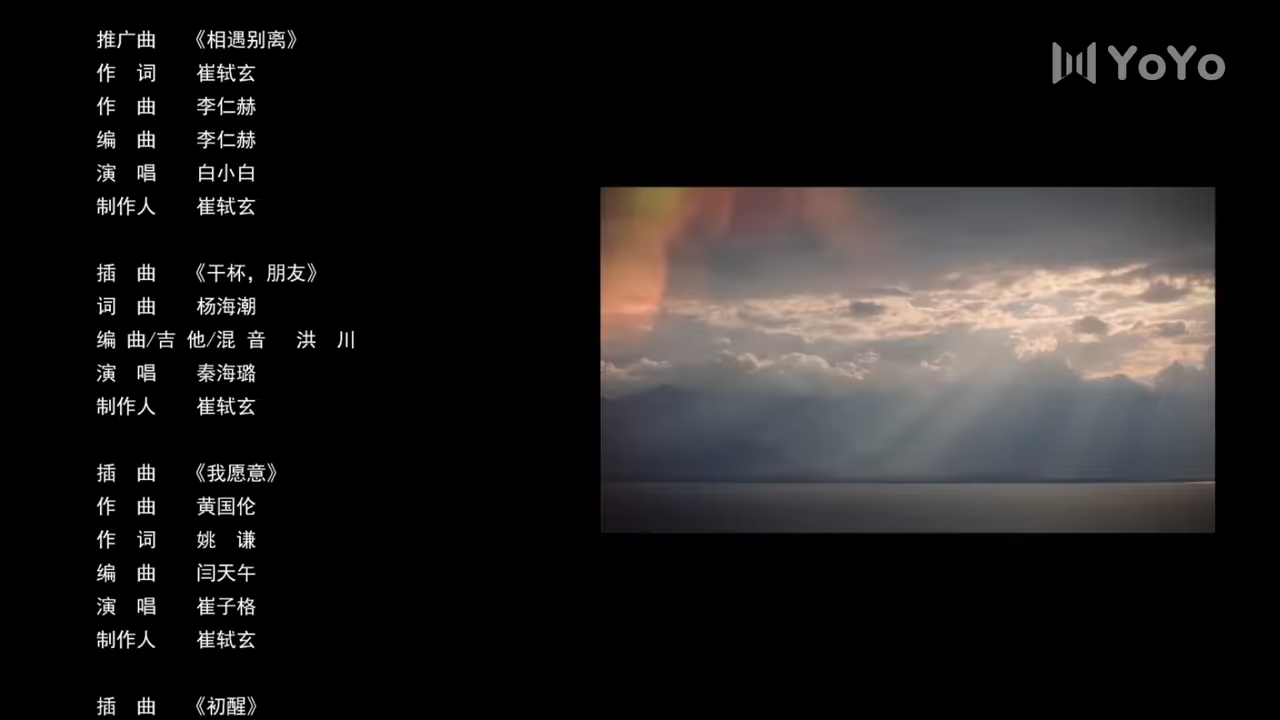 推广曲 《相遇别离》
作 词 崔轼玄
作 曲 李仁赫
编 曲 李仁赫
演 唱 白小白
制作人 崔轼玄
插 曲 《干杯，朋友》
词 曲 杨海潮
编 曲/吉 他/混 音 洪 川
演 唱 秦海璐
制作人 崔轼玄
插 曲 《我愿意》
作 曲 黄国伦
作 词 姚 谦
编 曲 闫天午
演 唱 崔子格
制作人 崔轼玄
插 曲 《初醒》
YoYo